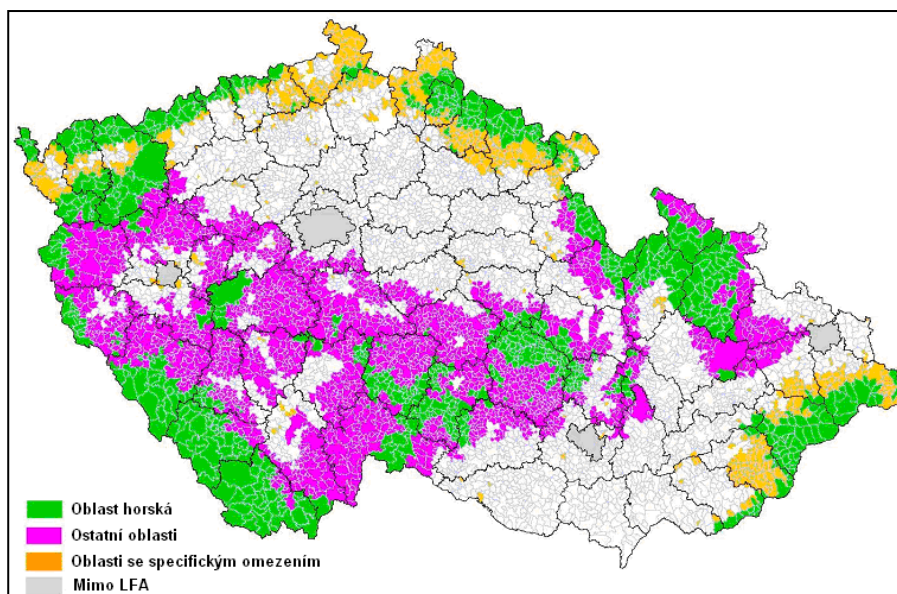 Oblast horská
Ostatní oblasti
Oblasti se specifickým omezením
Mimo LFA